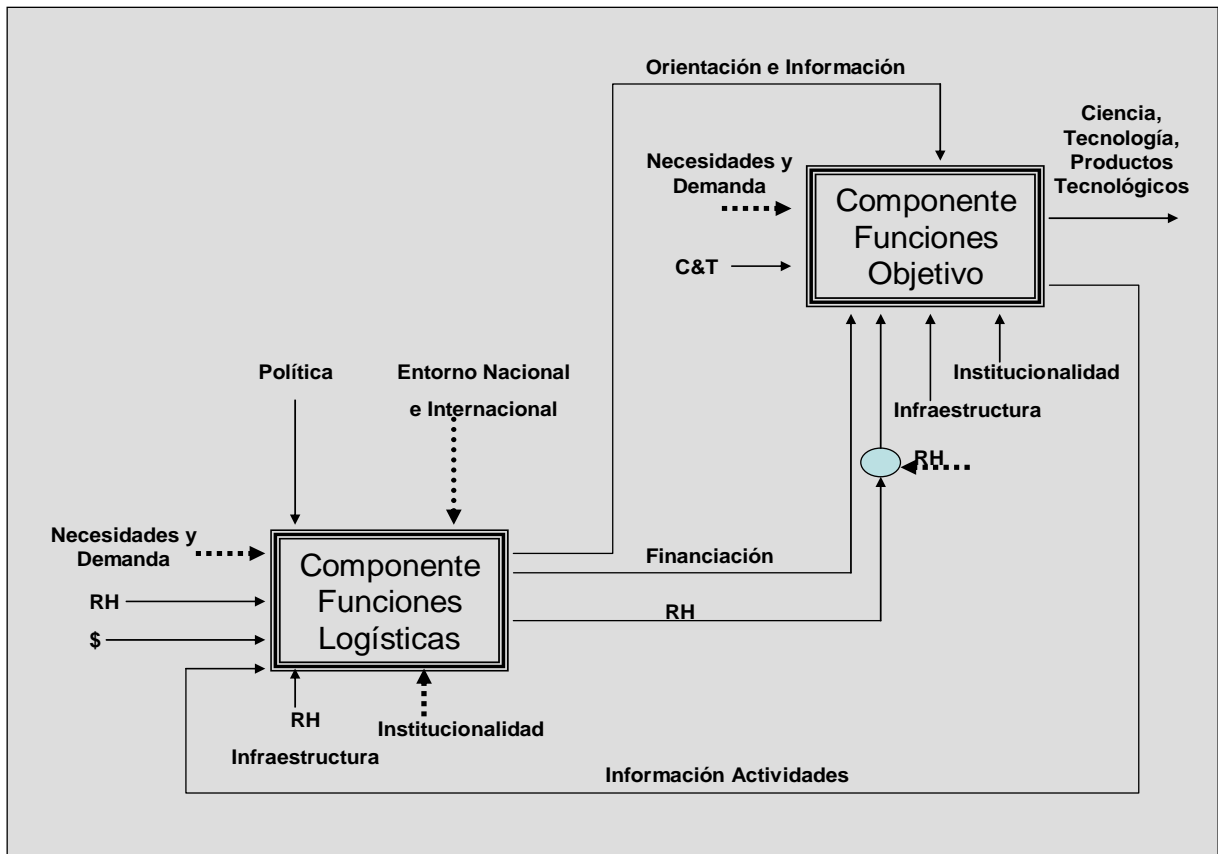 Orientación e Información
Ciencia,
Tecnología,
Productos
Tecnológicos
Necesidades y
Demanda
Componente
Funciones
Objetivo
C&T
Política
Entorno Nacional
e Internacional
Institucionalidad
Infraestructura
RH
Necesidades y
Demanda
Componente
Funciones
Logísticas
Financiación
RH
RH
$
RH
Institucionalidad
Infraestructura
Información Actividades